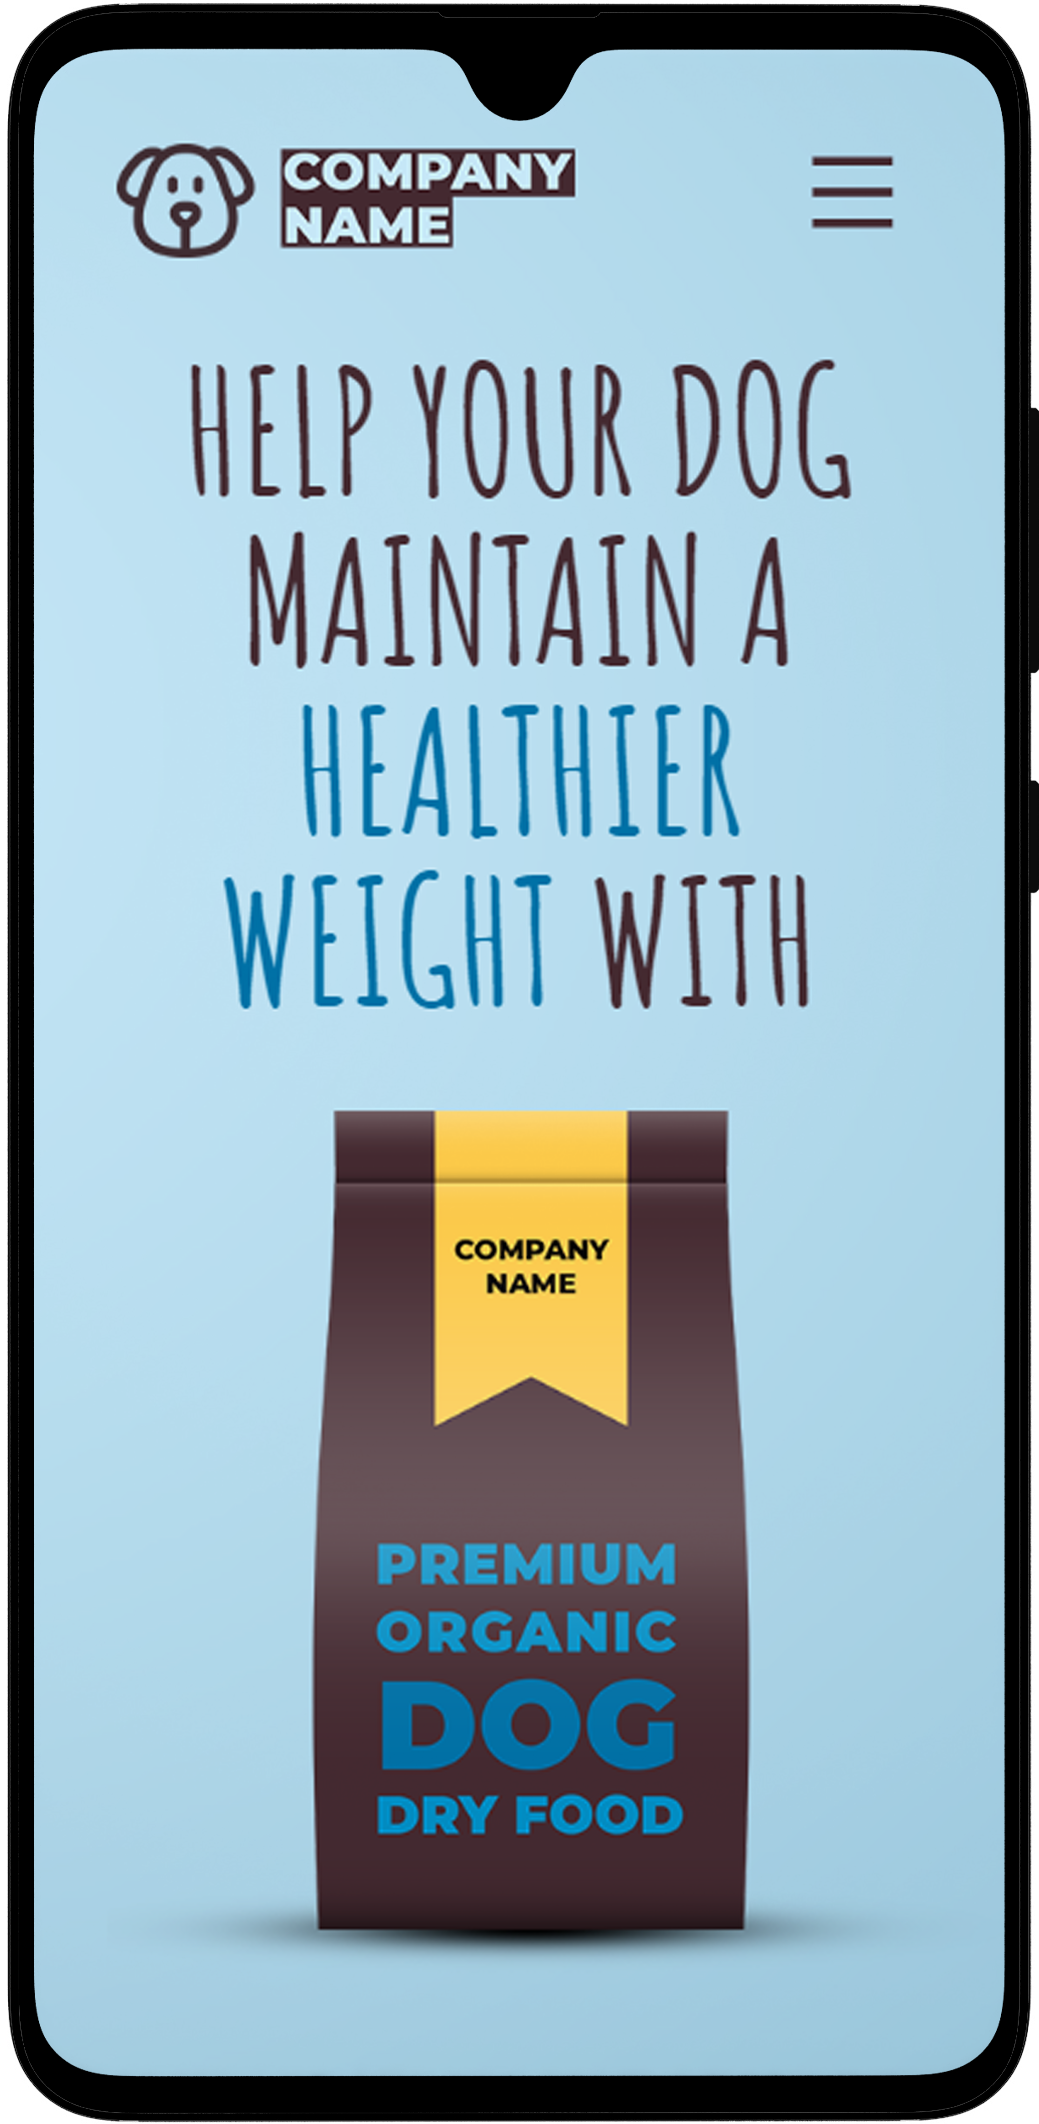 COMPANY
NAME
HELP YOUR DOG
MAINTAIN A
HEALTHIER
WEIGHT WITH
COMPANY
NAME
PREMIUM
ORGANIC
DOG
DRY FOOD